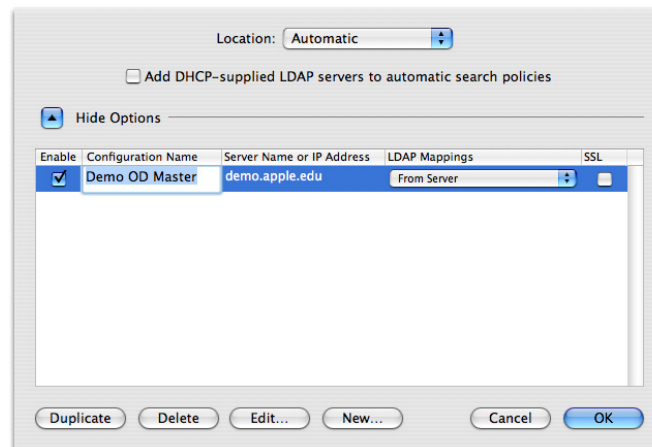 Location: Automatic
Add DHCP-supplied LDAP servers to automatic search policies
Hide Options
Enable Configuration Name Server Name or IP Address LDAP Mappings SSL
Demo OD Master demo.apple.edu From Server
Duplicate Delete Edit... New... Cancel OK